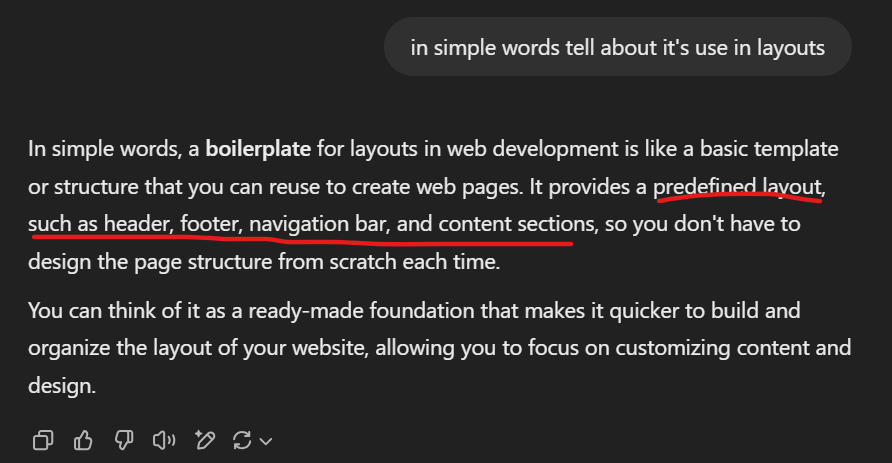 in simple words tell about it's use in layouts
In simple words, a boilerplate for layouts in web development is like a basic template
or structure that you can reuse to create web pages. It provides a predefined layout,
such as header, footer, navigation bar, and content sections, so you don't have to
design the page structure from scratch each time.
You can think of it as a ready-made foundation that makes it quicker to build and
organize the layout of your website, allowing you to focus on customizing content and
design.